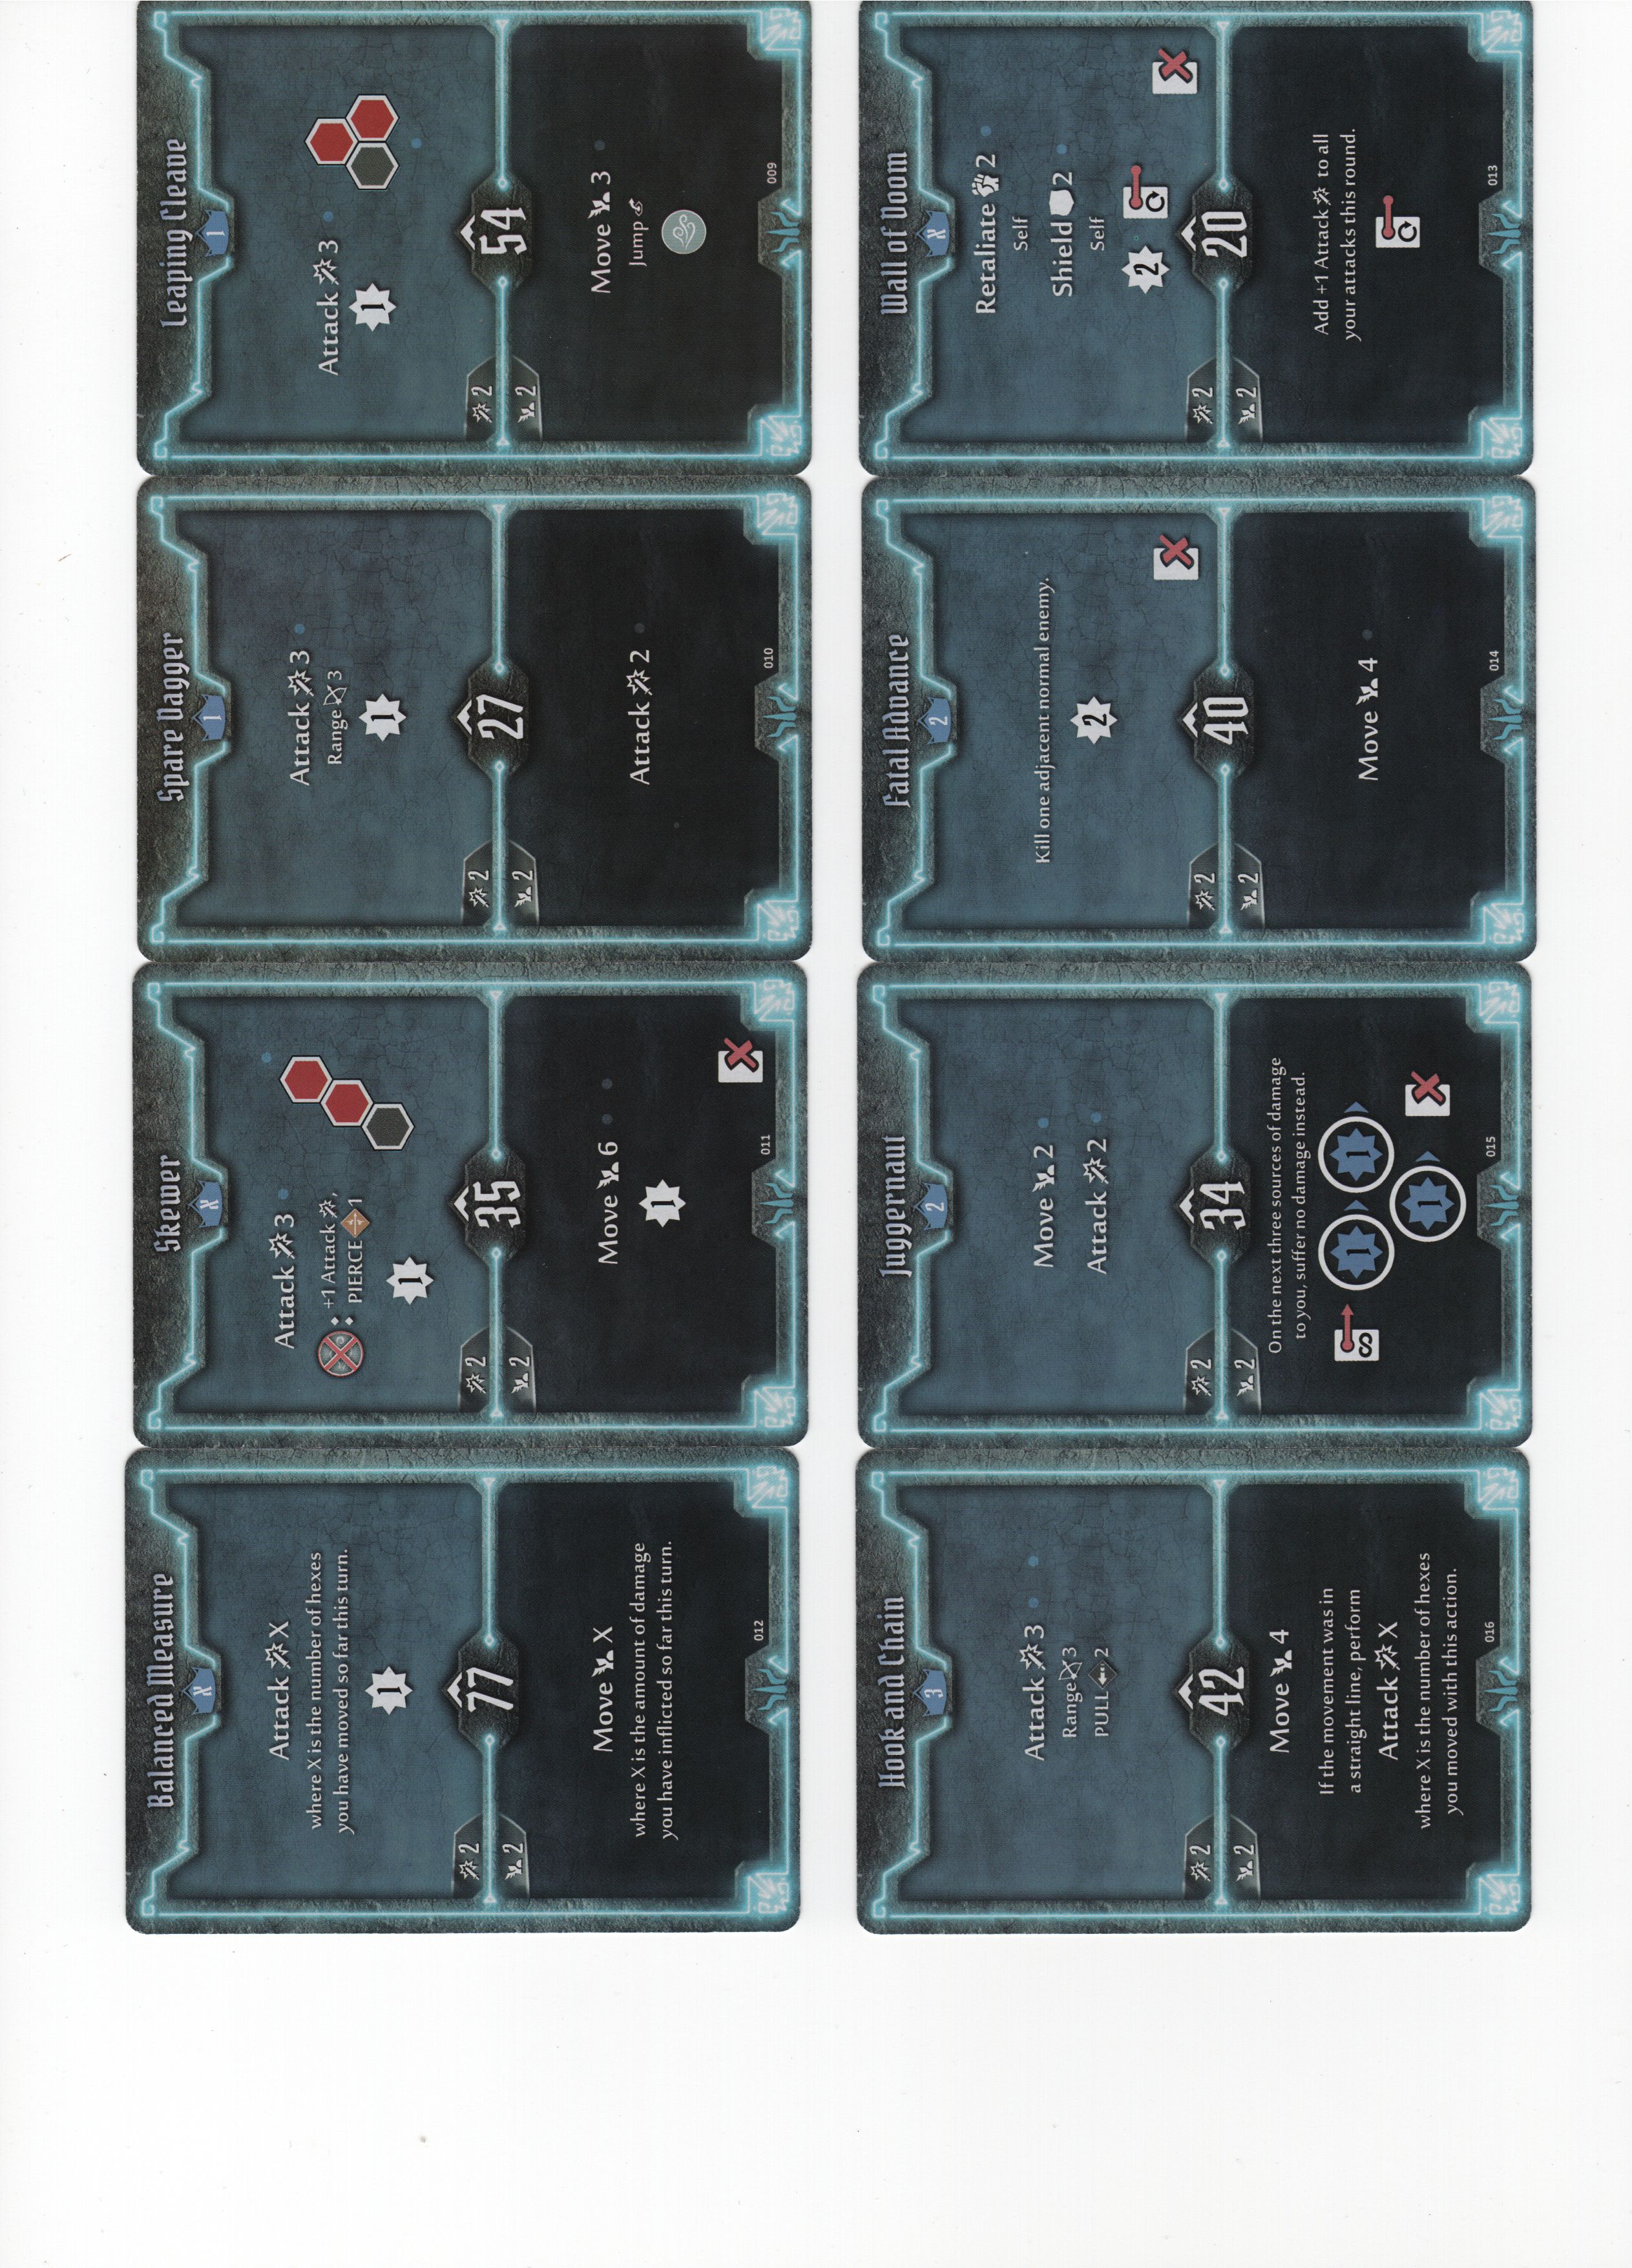 Balanced Measure
X
Attack X
where X is the number of hexes
you have moved so far this turn.
1
2
77
2
Move X
where X is the amount of damage
you have inflicted so far this turn.
012
Skewer
X
Attack 3
: +1 Attack,
PIERCE 1
1
2
35
2
Move 6
1
011
Spare Dagger
1
Attack 3
Range 3
1
2
27
2
Attack 2
010
Leaping Cleave
1
Attack 3
1
2
54
2
Move 3
Jump
009
Hook and Chain
3
Attack 3
Range 3
PULL 2
2
42
2
Move 4
If the movement was in
a straight line, perform
Attack X
where X is the number of hexes
you moved with this action.
016
Juggernaut
2
Move 2
Attack 2
2
34
2
On the next three sources of damage
to you, suffer no damage instead.
1
1
1
015
Fatal Advance
2
Kill one adjacent normal enemy.
2
2
40
2
Move 4
014
Wall of Doom
X
Retaliate 2
Self
Shield 2
Self
2
2
20
2
Add +1 Attack to all
your attacks this round.
013